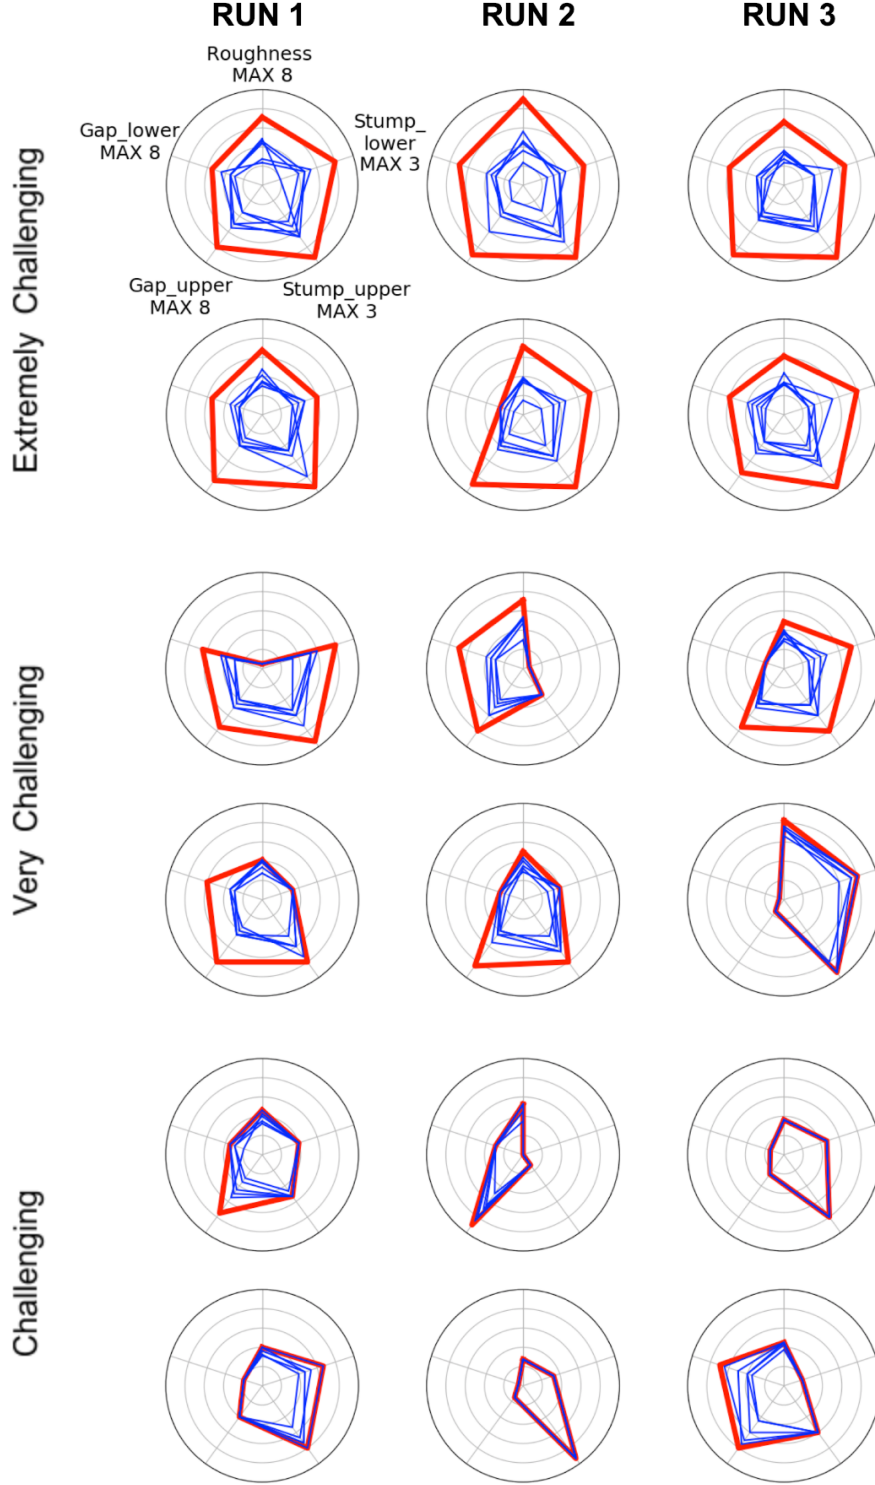 RUN 1
RUN 2
RUN 3
Roughness
MAX 8
Gap_lower
MAX 8
Stump_
lower
MAX 3
Gap_upper
MAX 8
Stump_upper
MAX 3
Extremely Challenging
Very Challenging
Challenging